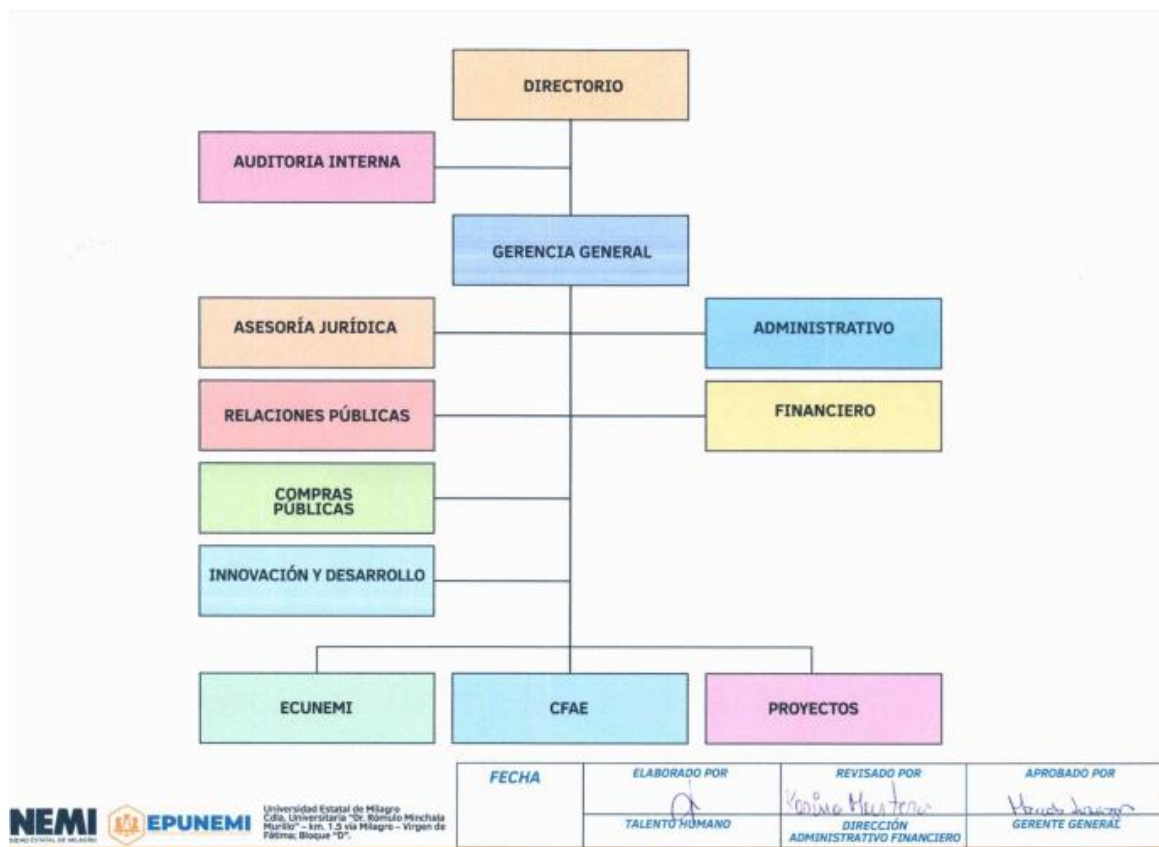 DIRECTORIO
AUDITORIA INTERNA
GERENCIA GENERAL
ASESORÍA JURÍDICA
ADMINISTRATIVO
RELACIONES PÚBLICAS
FINANCIERO
COMPRAS
PÚBLICAS
INNOVACIÓN Y DESARROLLO
ECUNEMI
CFAE
PROYECTOS
FECHA
ELABORADO POR
TALENTO HUMANO
REVISADO POR
DIRECCIÓN
ADMINISTRATIVO FINANCIERO
APROBADO POR
GERENTE GENERAL
NEMI
EPUNEMI
Universidad Estatal de Milagro
Cdla. Universitaria "Dr. Rómulo Minchala
Murillo" – km. 1.5 vía Milagro – Virgen de
Fátima; Bloque "D".